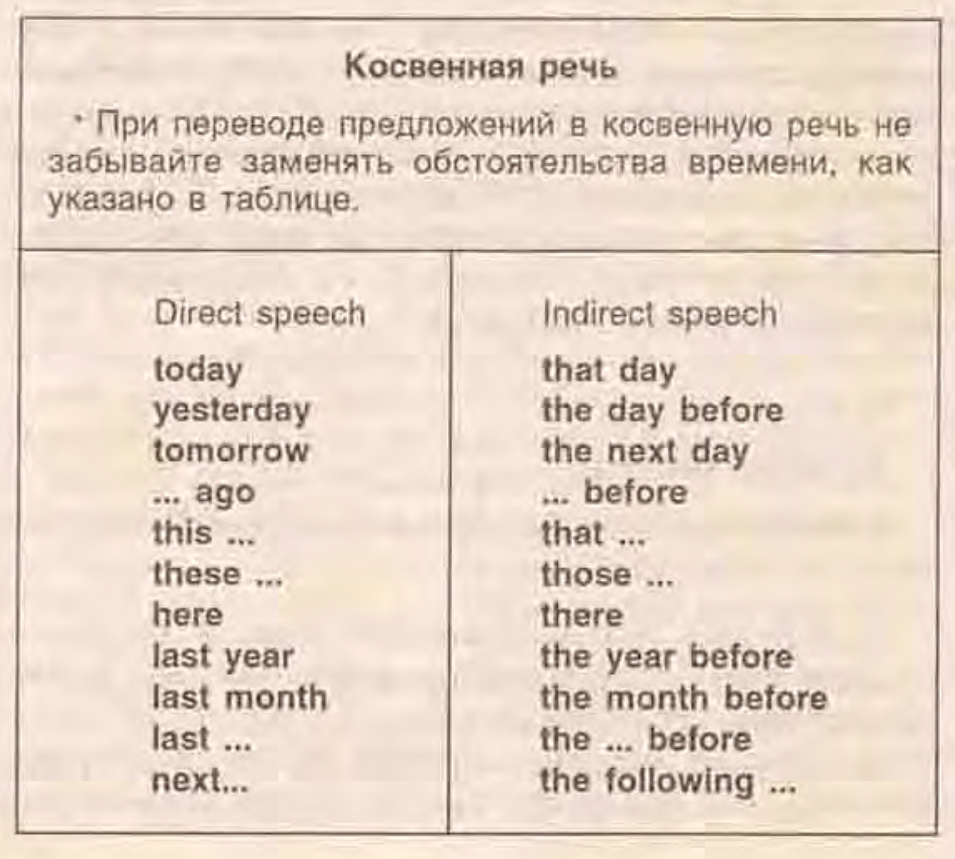 Косвенная речь
• При переводе предложений в косвенную речь не
забывайте заменять обстоятельства времени, как
указано в таблице.
Direct speech Indirect speech
today that day
yesterday the day before
tomorrow the next day
... ago ... before
this ... that ...
these ... those ...
here there
last year the year before
last month the month before
last ... the ... before
next... the following ...